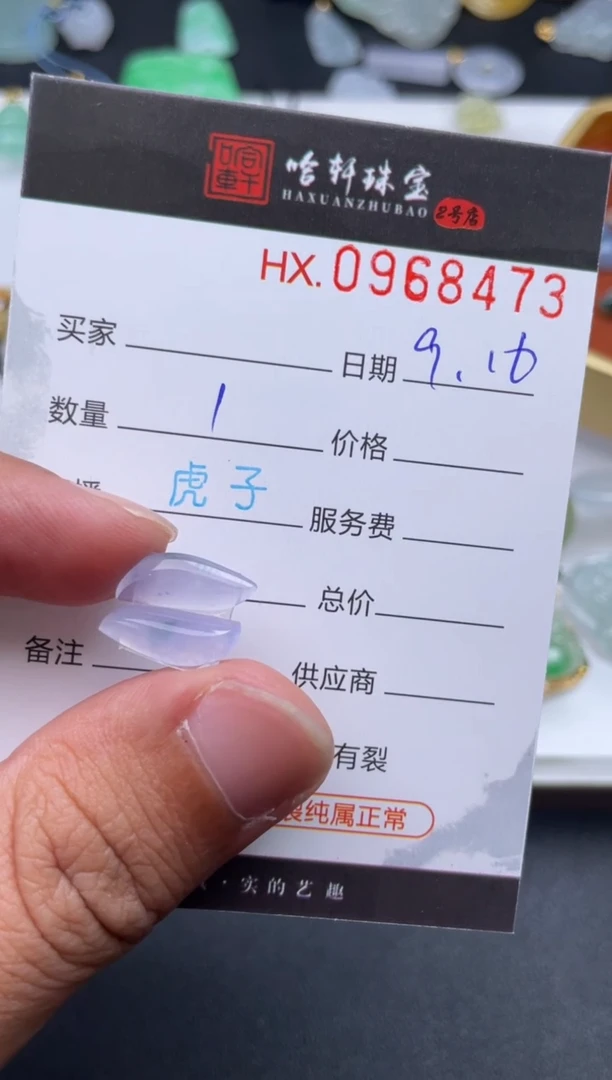 哈轩珠宝
HAXUANZHUBAO 2号店
HX.0968473
买家 日期 9.16
数量 1 价格
播 虎子 服务费
总价
备注 供应商
有裂
纯属正常
·实的艺趣